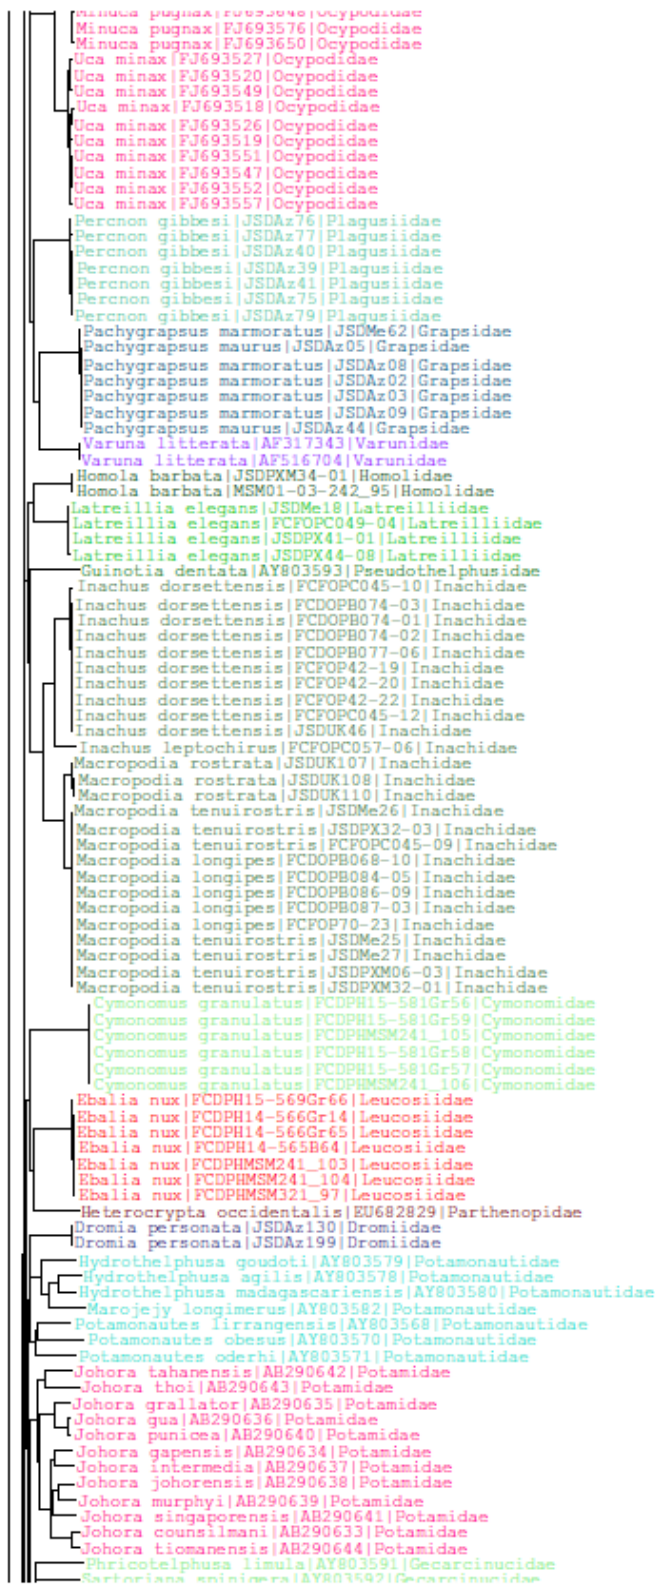 Minuca pugnax|FJ693648|Ocypodidae
Minuca pugnax|FJ693576|Ocypodidae
Minuca pugnax|FJ693650|Ocypodidae
Uca minax|FJ693527|Ocypodidae
Uca minax|FJ693520|Ocypodidae
Uca minax|FJ693549|Ocypodidae
Uca minax|FJ693518|Ocypodidae
Uca minax|FJ693526|Ocypodidae
Uca minax|FJ693519|Ocypodidae
Uca minax|FJ693551|Ocypodidae
Uca minax|FJ693547|Ocypodidae
Uca minax|FJ693552|Ocypodidae
Uca minax|FJ693557|Ocypodidae
Percnon gibbesi|JSDAz76|Plagusiidae
Percnon gibbesi|JSDAz77|Plagusiidae
Percnon gibbesi|JSDAz40|Plagusiidae
Percnon gibbesi|JSDAz39|Plagusiidae
Percnon gibbesi|JSDAz41|Plagusiidae
Percnon gibbesi|JSDAz75|Plagusiidae
Percnon gibbesi|JSDAz79|Plagusiidae
Pachygrapsus marmoratus|JSDMe62|Grapsidae
Pachygrapsus maurus|JSDAz05|Grapsidae
Pachygrapsus marmoratus|JSDAz08|Grapsidae
Pachygrapsus marmoratus|JSDAz02|Grapsidae
Pachygrapsus marmoratus|JSDAz03|Grapsidae
Pachygrapsus marmoratus|JSDAz09|Grapsidae
Pachygrapsus maurus|JSDAz44|Grapsidae
Varuna litterata|AF317343|Varunidae
Varuna litterata|AF516704|Varunidae
Homola barbata|JSDPXM34-01|Homolidae
Homola barbata|MSM01-03-242_95|Homolidae
Latreillia elegans|JSDMe18|Latreilliidae
Latreillia elegans|FCFOPC049-04|Latreilliidae
Latreillia elegans|JSDPX41-01|Latreilliidae
Latreillia elegans|JSDPX44-08|Latreilliidae
Guinotia dentata|AY803593|Pseudothelphusidae
Inachus dorsettensis|FCFOPC045-10|Inachidae
Inachus dorsettensis|FCDOPB074-03|Inachidae
Inachus dorsettensis|FCDOPB074-01|Inachidae
Inachus dorsettensis|FCDOPB074-02|Inachidae
Inachus dorsettensis|FCDOPB077-06|Inachidae
Inachus dorsettensis|FCFOP42-19|Inachidae
Inachus dorsettensis|FCFOP42-20|Inachidae
Inachus dorsettensis|FCFOP42-22|Inachidae
Inachus dorsettensis|FCFOPC045-12|Inachidae
Inachus dorsettensis|JSDUK46|Inachidae
Inachus leptochirus|FCFOPC057-06|Inachidae
Macropodia rostrata|JSDUK107|Inachidae
Macropodia rostrata|JSDUK108|Inachidae
Macropodia rostrata|JSDUK110|Inachidae
Macropodia tenuirostris|JSDMe26|Inachidae
Macropodia tenuirostris|JSDPX32-03|Inachidae
Macropodia tenuirostris|FCFOPC045-09|Inachidae
Macropodia longipes|FCDOPB068-10|Inachidae
Macropodia longipes|FCDOPB084-05|Inachidae
Macropodia longipes|FCDOPB086-09|Inachidae
Macropodia longipes|FCDOPB087-03|Inachidae
Macropodia longipes|FCFOP70-23|Inachidae
Macropodia tenuirostris|JSDMe25|Inachidae
Macropodia tenuirostris|JSDMe27|Inachidae
Macropodia tenuirostris|JSDPXM06-03|Inachidae
Macropodia tenuirostris|JSDPXM32-01|Inachidae
Cymonomus granulatus|FCDPH15-581Gr56|Cymonomidae
Cymonomus granulatus|FCDPH15-581Gr59|Cymonomidae
Cymonomus granulatus|FCDPHMSM241_105|Cymonomidae
Cymonomus granulatus|FCDPH15-581Gr58|Cymonomidae
Cymonomus granulatus|FCDPH15-581Gr57|Cymonomidae
Cymonomus granulatus|FCDPHMSM241_106|Cymonomidae
Ebalia nux|FCDPH15-569Gr66|Leucosiidae
Ebalia nux|FCDPH14-566Gr14|Leucosiidae
Ebalia nux|FCDPH14-566Gr65|Leucosiidae
Ebalia nux|FCDPH14-565B64|Leucosiidae
Ebalia nux|FCDPHMSM241_103|Leucosiidae
Ebalia nux|FCDPHMSM241_104|Leucosiidae
Ebalia nux|FCDPHMSM321_97|Leucosiidae
Heterocrypta occidentalis|EU682829|Parthenopidae
Dromia personata|JSDAz130|Dromiidae
Dromia personata|JSDAz199|Dromiidae
Hydrothelphusa goudoti|AY803579|Potamonautidae
Hydrothelphusa agilis|AY803578|Potamonautidae
Hydrothelphusa madagascariensis|AY803580|Potamonautidae
Marojejy longimerus|AY803582|Potamonautidae
Potamonautes lirrangensis|AY803568|Potamonautidae
Potamonautes obesus|AY803570|Potamonautidae
Potamonautes oderhi|AY803571|Potamonautidae
Johora tahanensis|AB290642|Potamidae
Johora thoi|AB290643|Potamidae
Johora grallator|AB290635|Potamidae
Johora gua|AB290636|Potamidae
Johora punicea|AB290640|Potamidae
Johora gapensis|AB290634|Potamidae
Johora intermedia|AB290637|Potamidae
Johora johorensis|AB290638|Potamidae
Johora murphyi|AB290639|Potamidae
Johora singaporensis|AB290641|Potamidae
Johora counsilmani|AB290633|Potamidae
Johora tiomanensis|AB290644|Potamidae
Phricotelphusa limula|AY803591|Gecarcinucidae
Sartoriana spinigera|AY803592|Gecarcinucidae